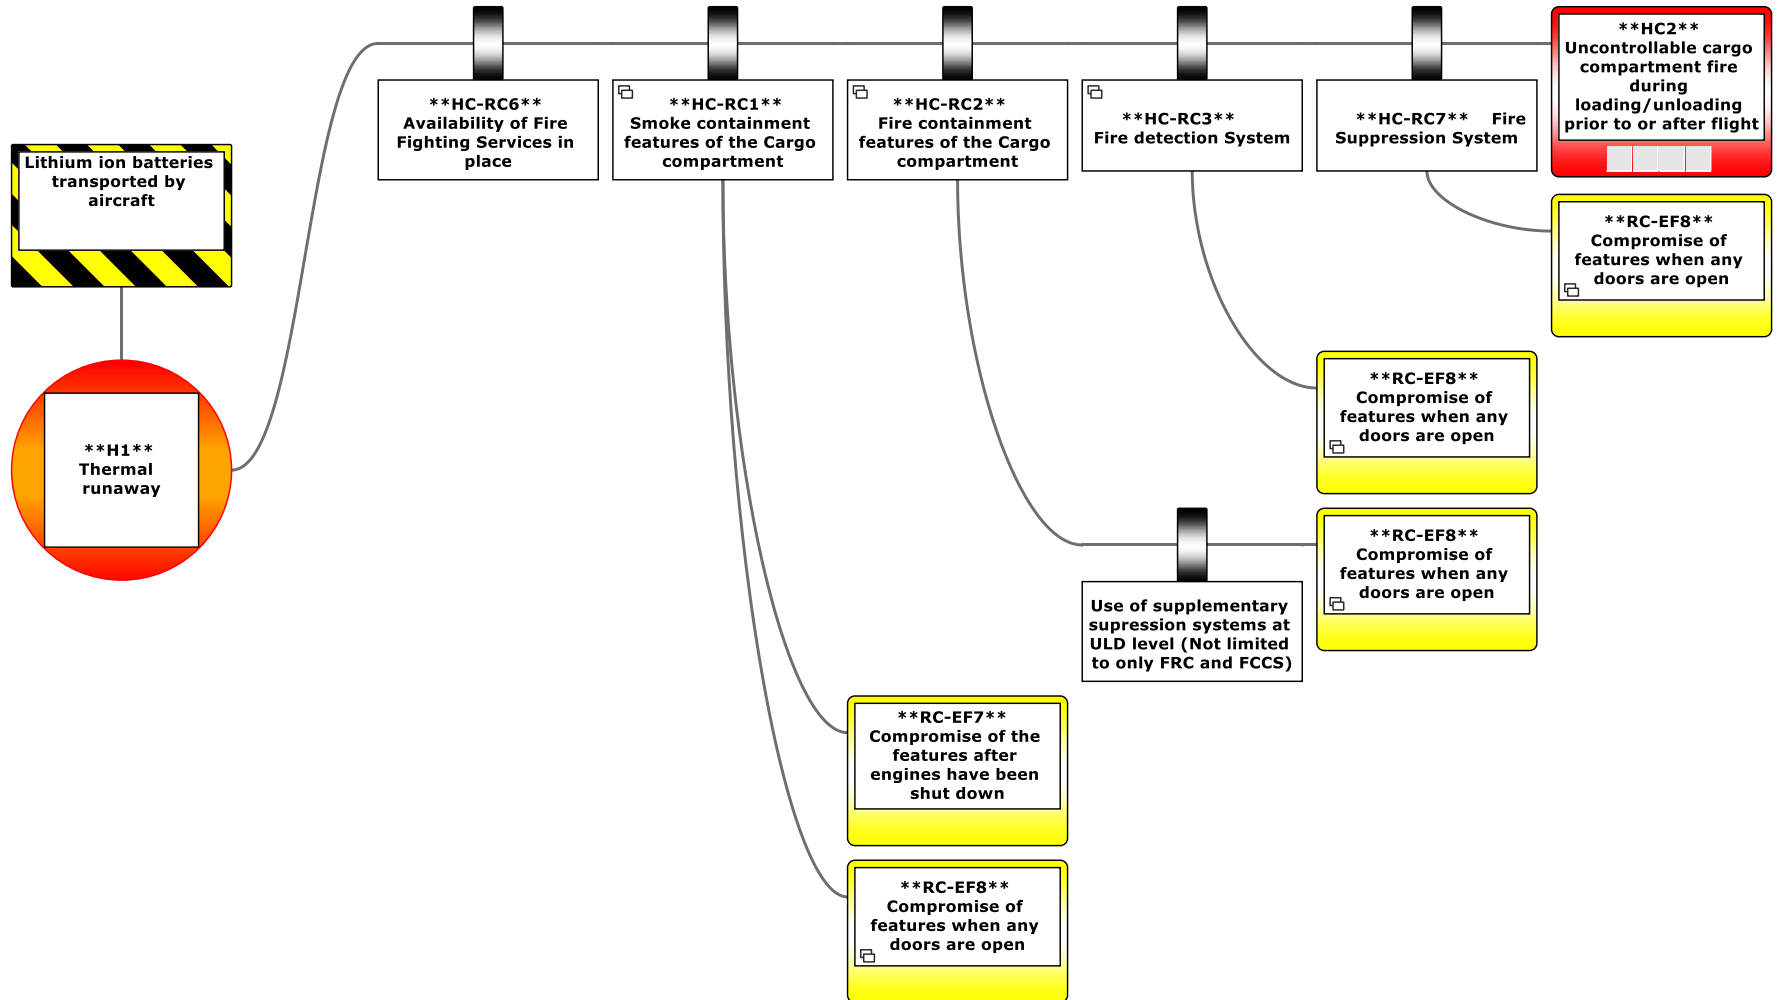 **HC-RC6**
Availability of Fire
Fighting Services in
place
**HC-RC1**
Smoke containment
features of the Cargo
compartment
**HC-RC2**
Fire containment
features of the Cargo
compartment
**HC-RC3**
Fire detection System
**HC-RC7** Fire
Suppression System
**HC2**
Uncontrollable cargo
compartment fire
during
loading/unloading
prior to or after flight
Lithium ion batteries
transported by
aircraft
**RC-EF8**
Compromise of
features when any
doors are open
**H1**
Thermal
runaway
**RC-EF8**
Compromise of
features when any
doors are open
**RC-EF8**
Compromise of
features when any
doors are open
Use of supplementary
supression systems at
ULD level (Not limited
to only FRC and FCCS)
**RC-EF7**
Compromise of the
features after
engines have been
shut down
**RC-EF8**
Compromise of
features when any
doors are open